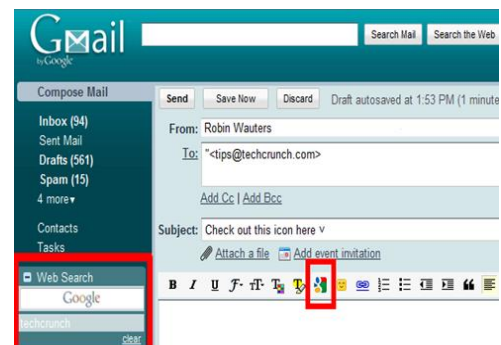 Gmail
by Google
Search Mail Search the Web
Compose Mail
Inbox (94)
Sent Mail
Drafts (561)
Spam (15)
4 more▾
Contacts
Tasks
Web Search
Google
techcrunch
clear
Send Save Now Discard Draft autosaved at 1:53 PM (1 minute
From: Robin Wauters
To: "<tips@techcrunch.com>
Add Cc | Add Bcc
Subject: Check out this icon here v
Attach a file Add event invitation
B I U F T T T